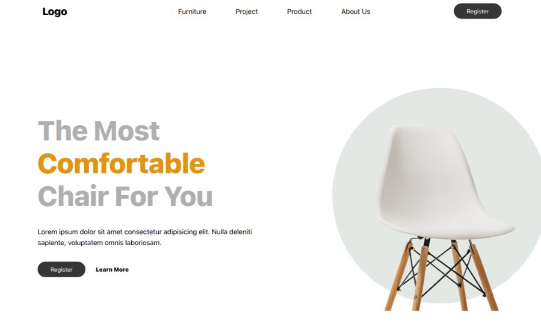 Logo
Furniture Project Product About Us Register
The Most
Comfortable
Chair For You
Lorem ipsum dolor sit amet consectetur adipisicing elit. Nulla deleniti
sapiente, voluptatem omnis laboriosam.
Register Learn More